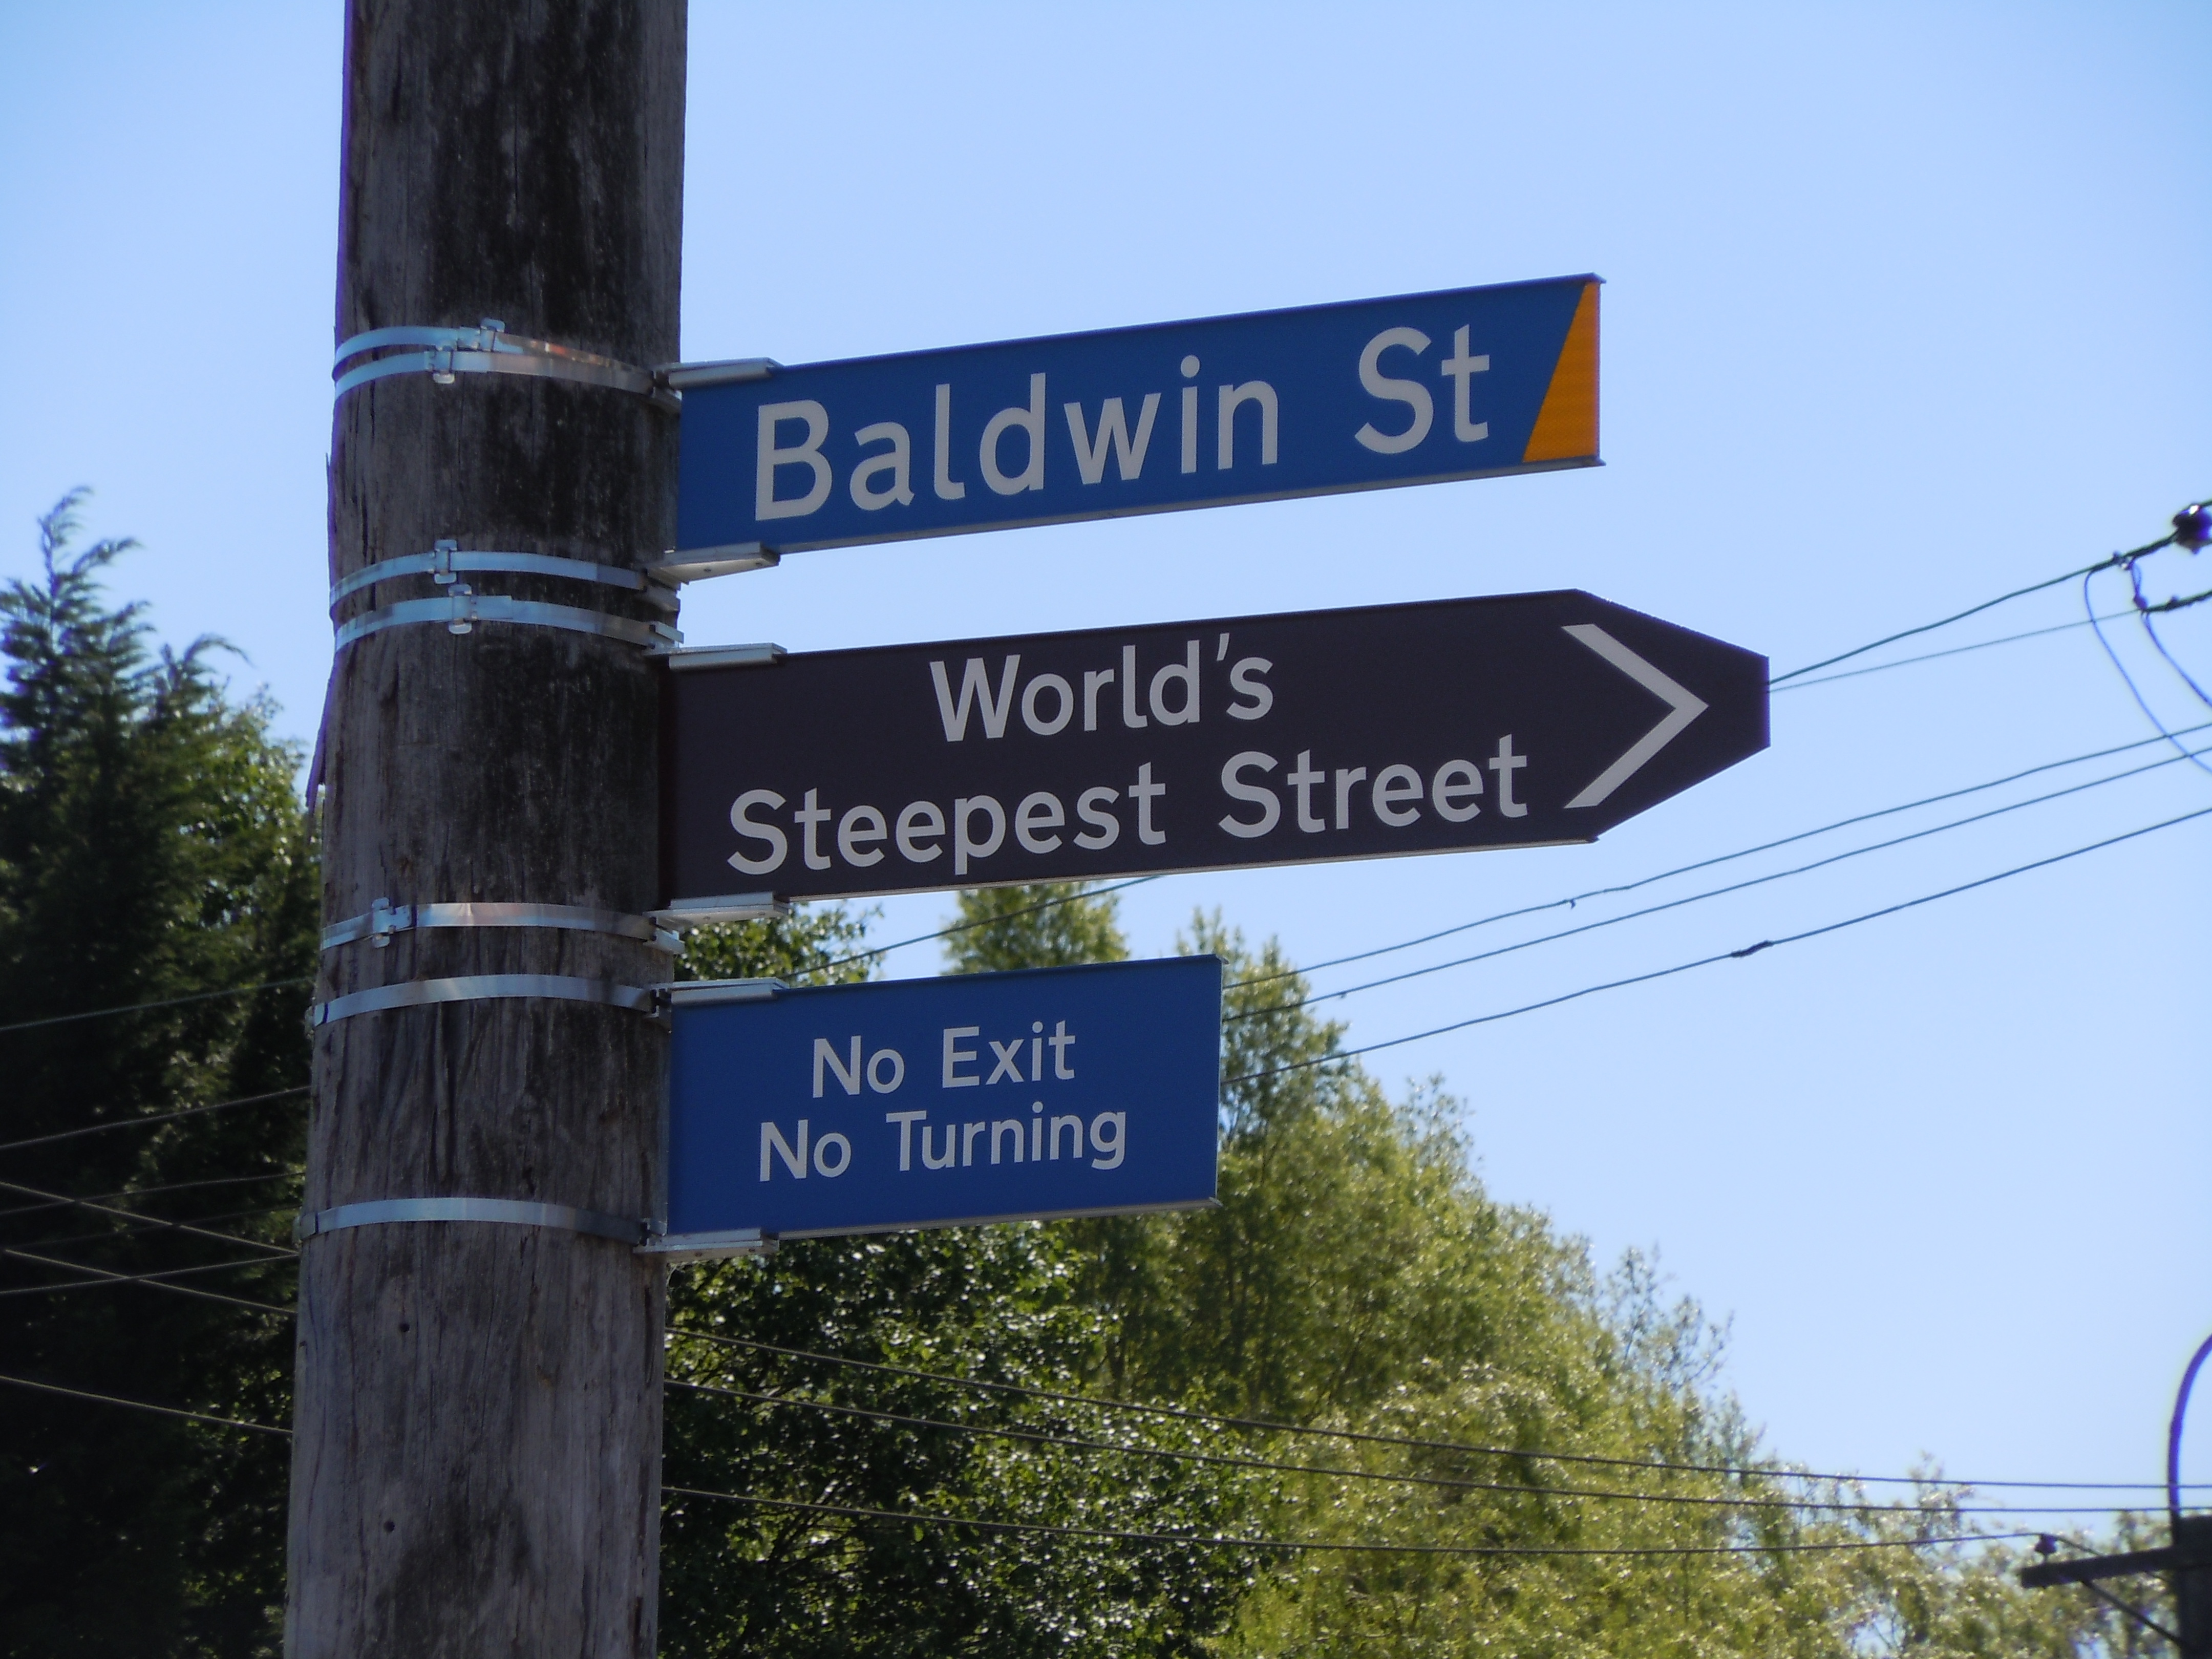 Baldwin St
World's
Steepest Street
No Exit
No Turning